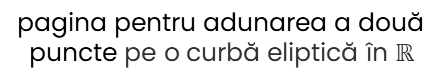 pagina pentru adunarea a două
puncte pe o curbă eliptică în ℝ